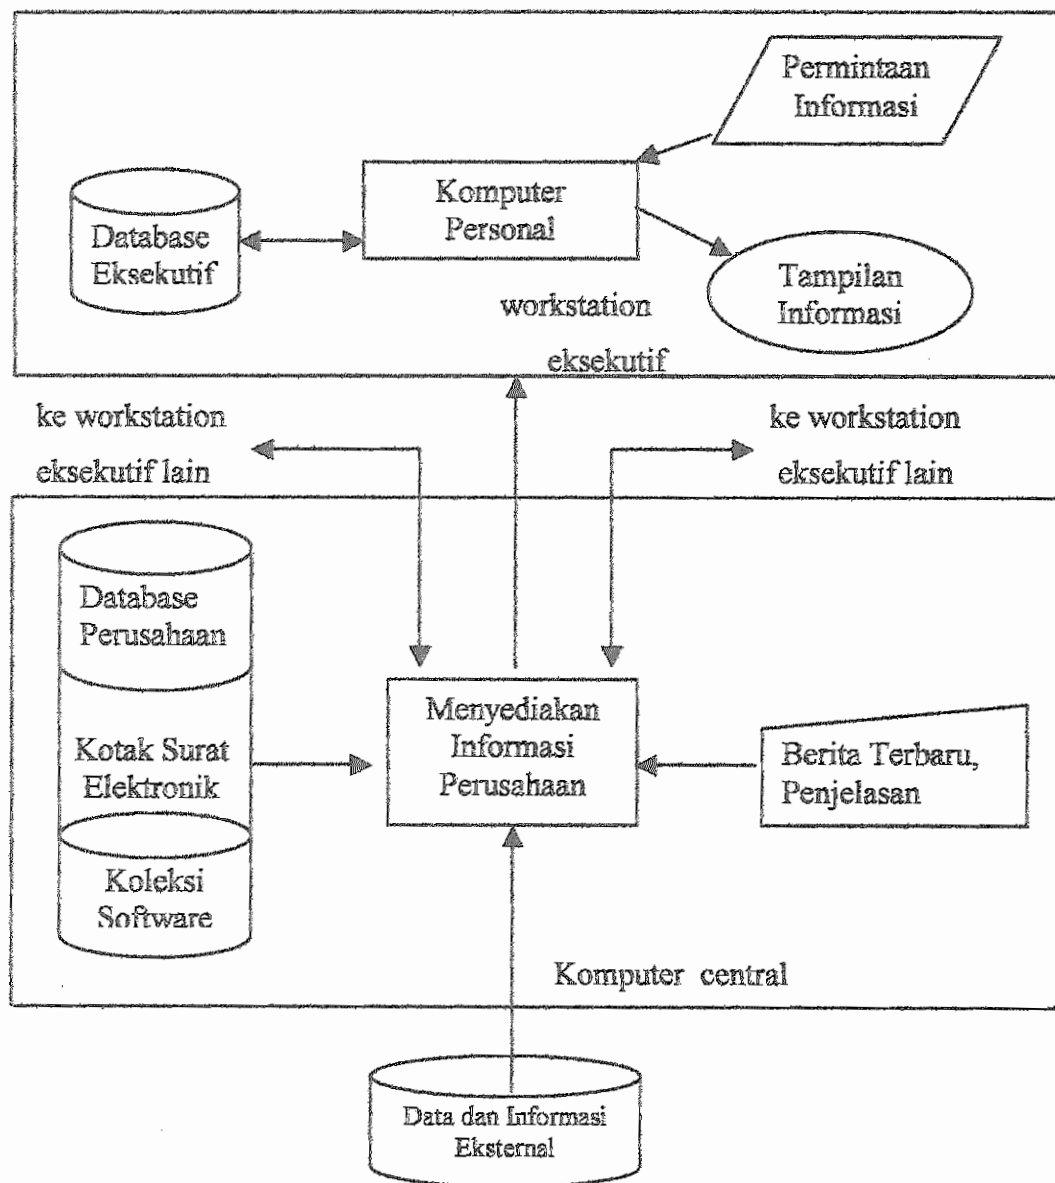 Permintaan
Informasi
Komputer
Personal
Database
Eksekutif
Tampilan
Informasi
workstation
eksekutif
ke workstation
eksekutif lain
ke workstation
eksekutif lain
Database
Perusahaan
Kotak Surat
Elektronik
Koleksi
Software
Menyediakan
Informasi
Perusahaan
Berita Terbaru,
Penjelasan
Komputer central
Data dan Informasi
Eksternal